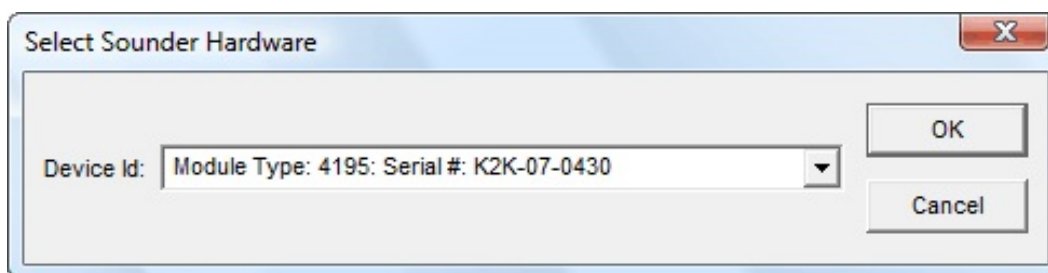 Select Sounder Hardware
OK
Device Id: Module Type: 4195: Serial #: K2K-07-0430
Cancel